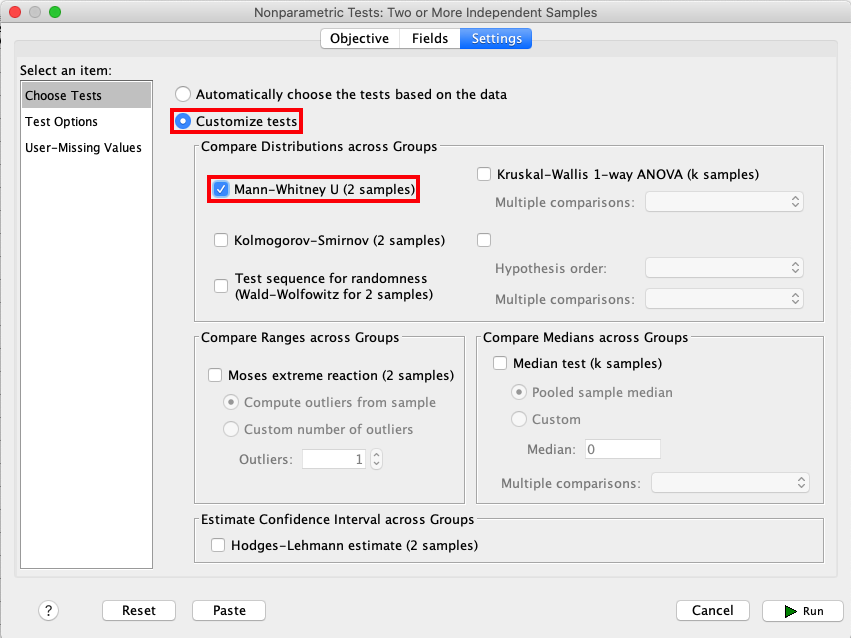 Nonparametric Tests: Two or More Independent Samples
Objective Fields Settings
Select an item:
Choose Tests
Test Options
User-Missing Values
Automatically choose the tests based on the data
Customize tests
Compare Distributions across Groups
Mann-Whitney U (2 samples)
Kruskal-Wallis 1-way ANOVA (k samples)
Multiple comparisons:
Kolmogorov-Smirnov (2 samples)
Test sequence for randomness
(Wald-Wolfowitz for 2 samples)
Hypothesis order:
Multiple comparisons:
Compare Ranges across Groups
Moses extreme reaction (2 samples)
Compute outliers from sample
Custom number of outliers
Outliers: 1
Compare Medians across Groups
Median test (k samples)
Pooled sample median
Custom
Median: 0
Multiple comparisons:
Estimate Confidence Interval across Groups
Hodges-Lehmann estimate (2 samples)
? Reset Paste Cancel Run